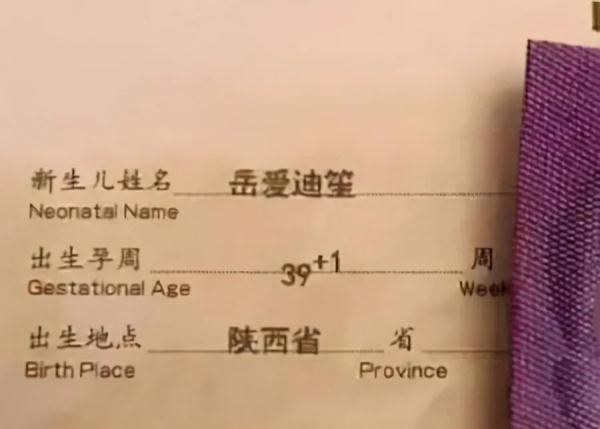 新生儿姓名 岳爱迪笙
Neonatal Name
出生孕周 39+1 周
Gestational Age Week
出生地点 陕西省 省
Birth Place Province